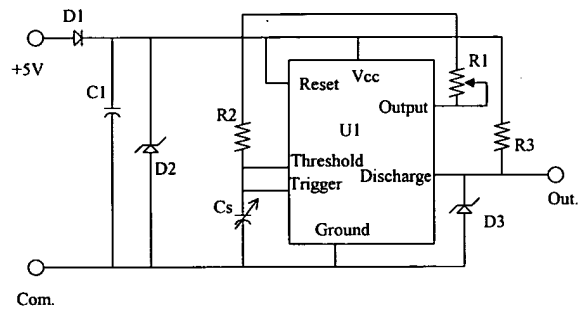 D1
+5V
C1
D2
R2
Cs
Reset
Vcc
Output
U1
Threshold
Trigger
Discharge
Ground
R1
R3
D3
Out.
Com.